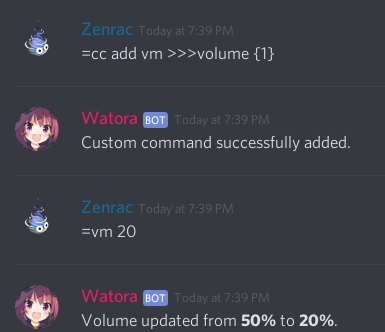 Zenrac Today at 7:39 PM
=cc add vm >>>volume {1}
Watora BOT Today at 7:39 PM
Custom command successfully added.
Zenrac Today at 7:39 PM
=vm 20
Watora BOT Today at 7:39 PM
Volume updated from 50% to 20%.